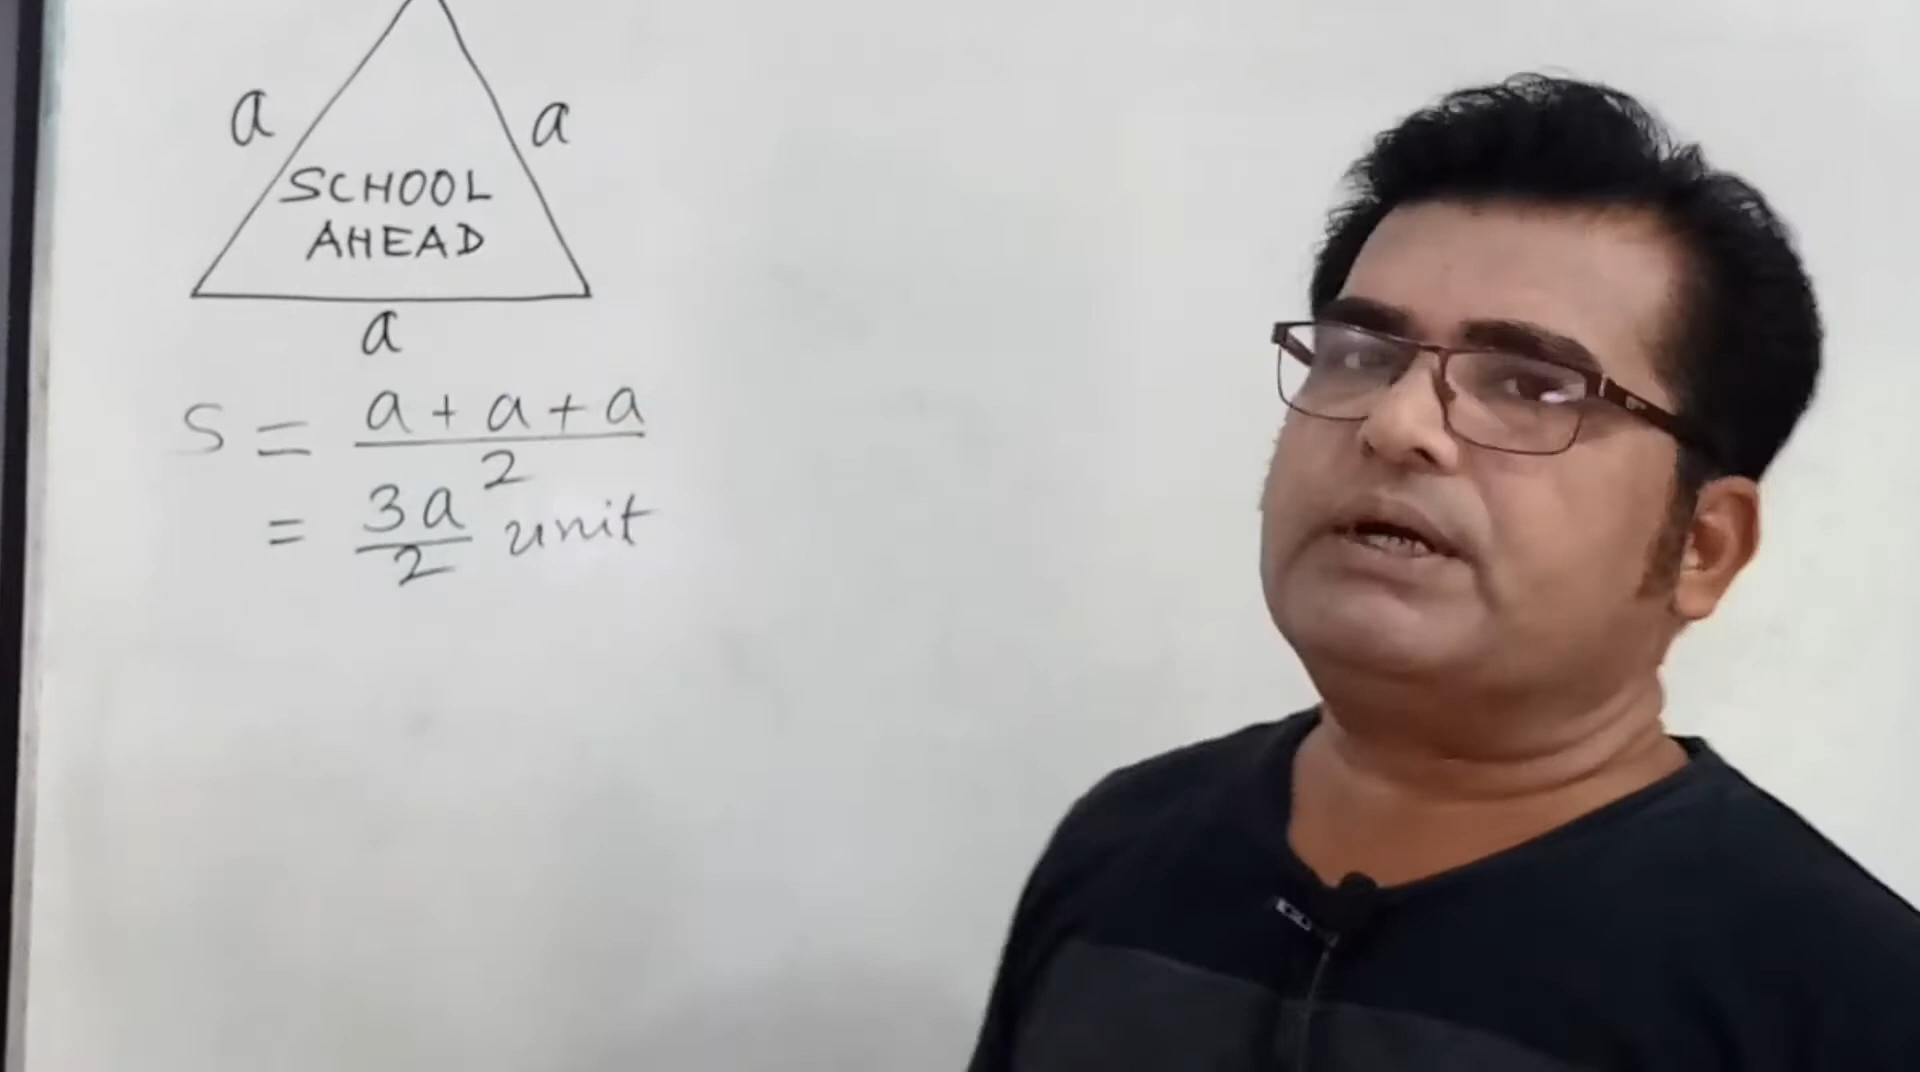 a
a
SCHOOL
AHEAD
a
S = a + a + a / 2
= 3a / 2 unit